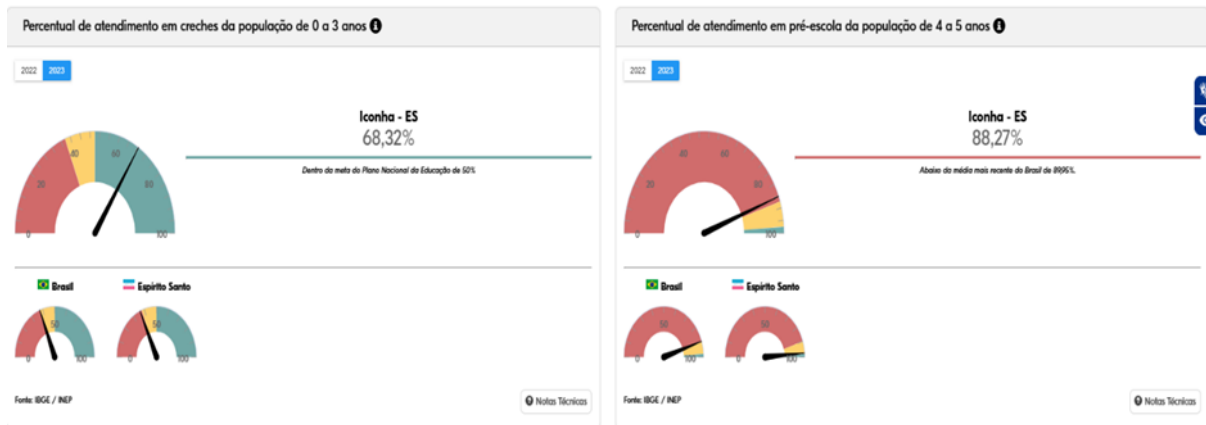 Percentual de atendimento em creches da população de 0 a 3 anos
2022 2023
Iconha - ES
68,32%
Dentro da meta do Plano Nacional da Educação de 50%
0 20 40 60 80 100
Brasil
0 50 100
Espírito Santo
0 50 100
Fonte: IBGE / INEP
Notas Técnicas
Percentual de atendimento em pré-escola da população de 4 a 5 anos
2022 2023
Iconha - ES
88,27%
Abaixo da média mais recente do Brasil de 89,95%.
0 20 40 60 80 100
Brasil
0 50 100
Espírito Santo
0 50 100
Fonte: IBGE / INEP
Notas Técnicas